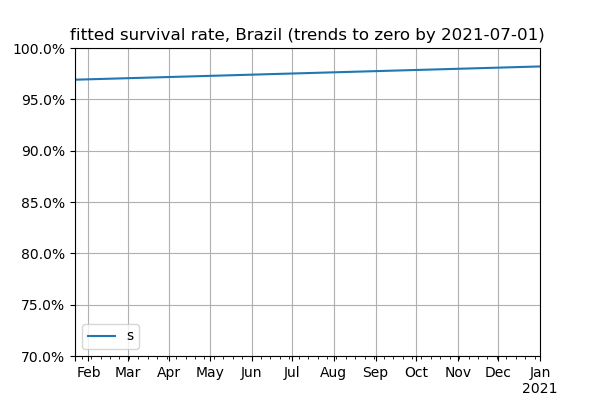 fitted survival rate, Brazil (trends to zero by 2021-07-01)
100.0%
95.0%
90.0%
85.0%
80.0%
75.0%
70.0%
s
Feb Mar Apr May Jun Jul Aug Sep Oct Nov Dec Jan
2021